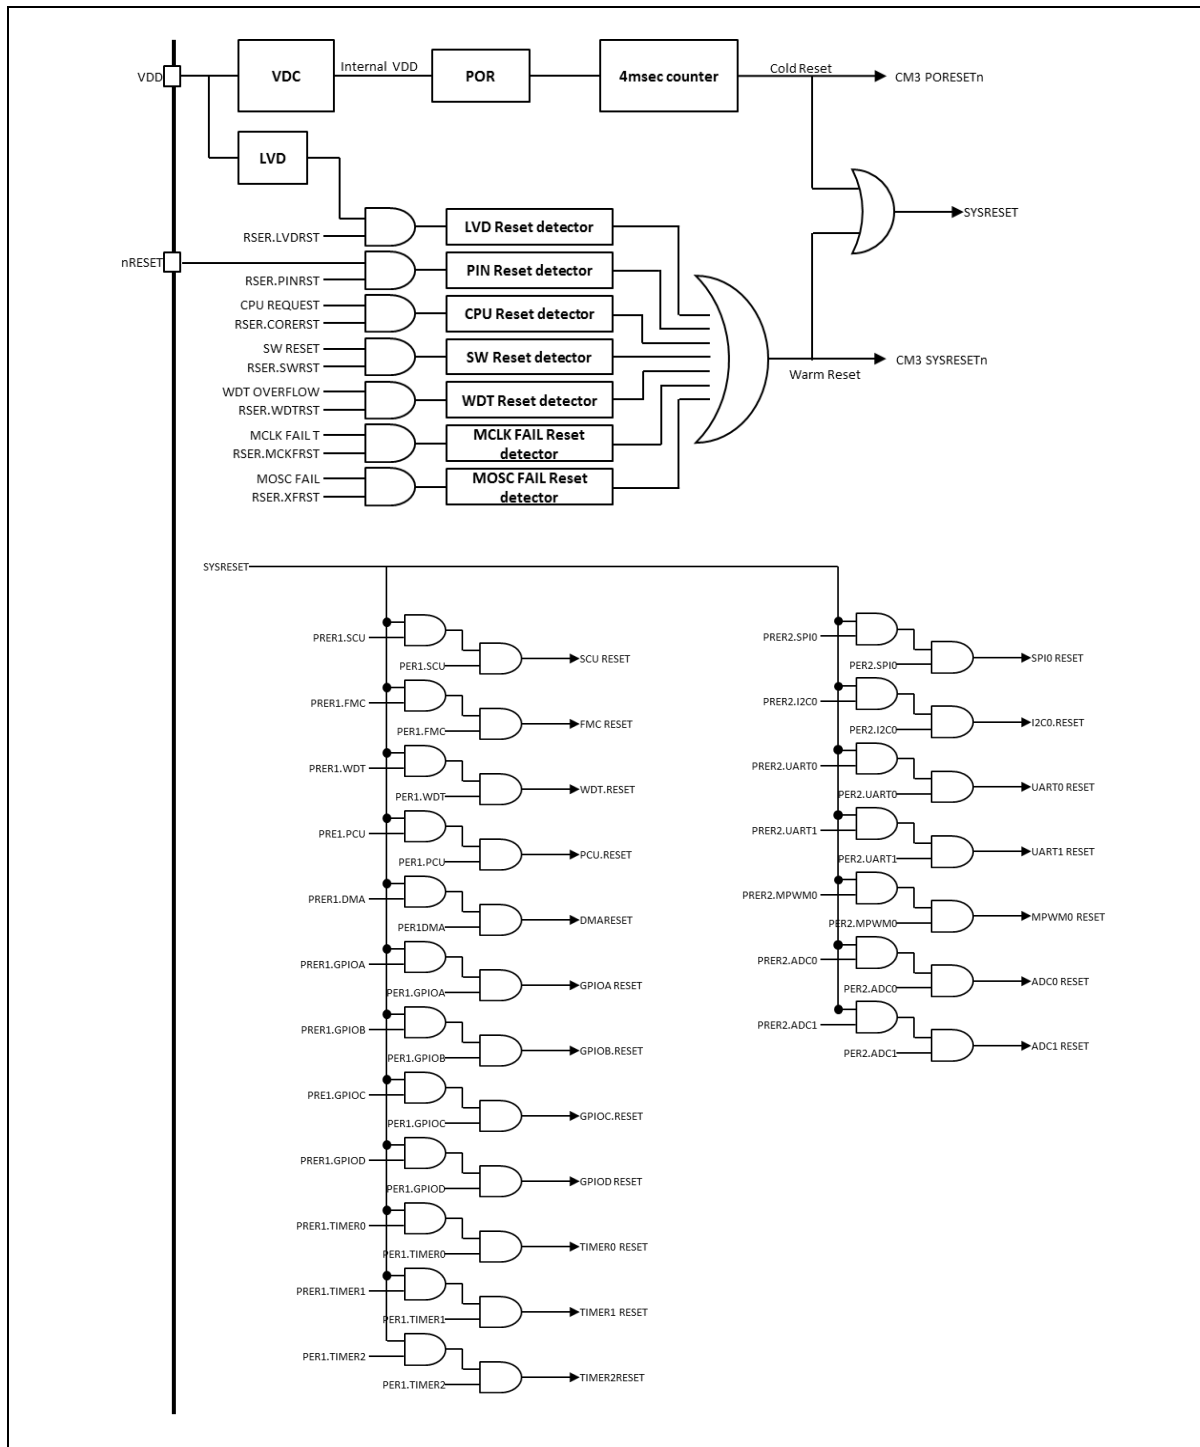 VDD
VDC
Internal VDD
POR
4msec counter
Cold Reset
CM3 PORESETn
LVD
SYSRESET
RSER.LVDRST
LVD Reset detector
nRESET
RSER.PINRST
PIN Reset detector
CPU REQUEST
RSER.CORERST
CPU Reset detector
SW RESET
RSER.SWRST
SW Reset detector
WDT OVERFLOW
RSER.WDTRST
WDT Reset detector
MCLK FAIL T
RSER.MCKFRST
MCLK FAIL Reset
detector
MOSC FAIL
RSER.XFRST
MOSC FAIL Reset
detector
Warm Reset
CM3 SYSRESETn
SYSRESET
PRER1.SCU
PER1.SCU
SCU RESET
PRER1.FMC
PER1.FMC
FMC RESET
PRER1.WDT
PER1.WDT
WDT.RESET
PRE1.PCU
PER1.PCU
PCU.RESET
PRER1.DMA
PER1DMA
DMARESET
PRER1.GPIOA
PER1.GPIOA
GPIOA RESET
PRER1.GPIOB
PER1.GPIOB
GPIOB.RESET
PRE1.GPIOC
PER1.GPIOC
GPIOC.RESET
PRER1.GPIOD
PER1.GPIOD
GPIOD RESET
PRER1.TIMER0
PER1.TIMER0
TIMER0 RESET
PRER1.TIMER1
PER1.TIMER1
TIMER1 RESET
PER1.TIMER2
PER1.TIMER2
TIMER2RESET
PRER2.SPI0
PER2.SPI0
SPI0 RESET
PRER2.I2C0
PER2.I2C0
I2C0.RESET
PRER2.UART0
PER2.UART0
UART0 RESET
PRER2.UART1
PER2.UART1
UART1 RESET
PRER2.MPWM0
PER2.MPWM0
MPWM0 RESET
PRER2.ADC0
PER2.ADC0
ADC0 RESET
PRER2.ADC1
PER2.ADC1
ADC1 RESET